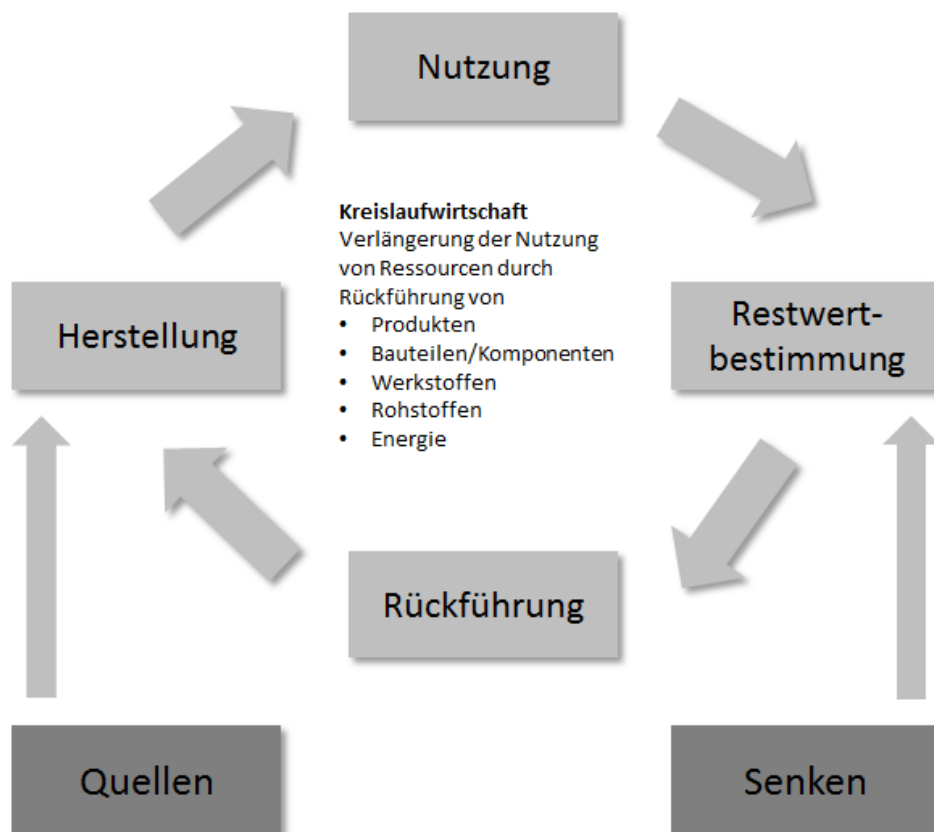 Nutzung
Kreislaufwirtschaft
Verlängerung der Nutzung
von Ressourcen durch
Rückführung von
• Produkten
• Bauteilen/Komponenten
• Werkstoffen
• Rohstoffen
• Energie
Herstellung
Restwert-
bestimmung
Rückführung
Quellen
Senken